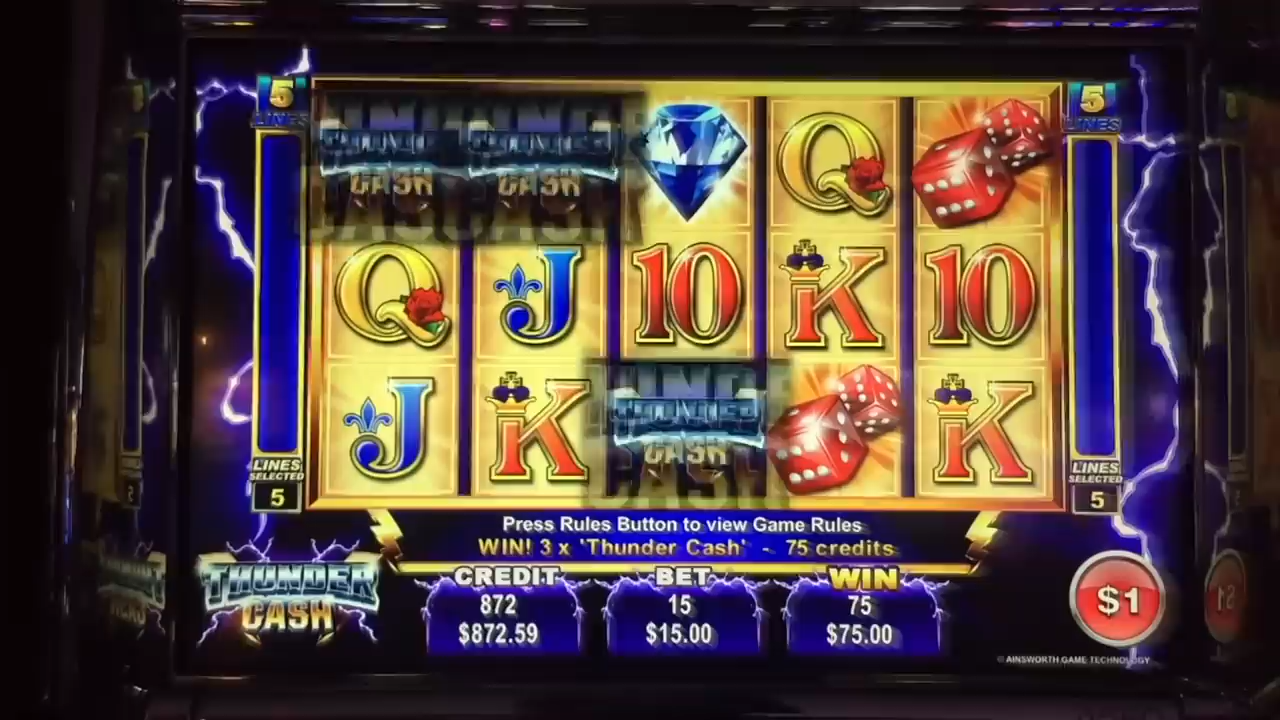 5 5
LINES LINES
THUNDER THUNDER Q
CASH CASH
Q J 10 K 10
J K THUNDER K
CASH
LINES LINES
SELECTED SELECTED
5 5
Press Rules Button to view Game Rules
WIN! 3 x 'Thunder Cash' - 75 credits
THUNDER
CASH
CREDIT BET WIN
872 15 75
$872.59 $15.00 $75.00
$1
© AINSWORTH GAME TECHNOLOGY